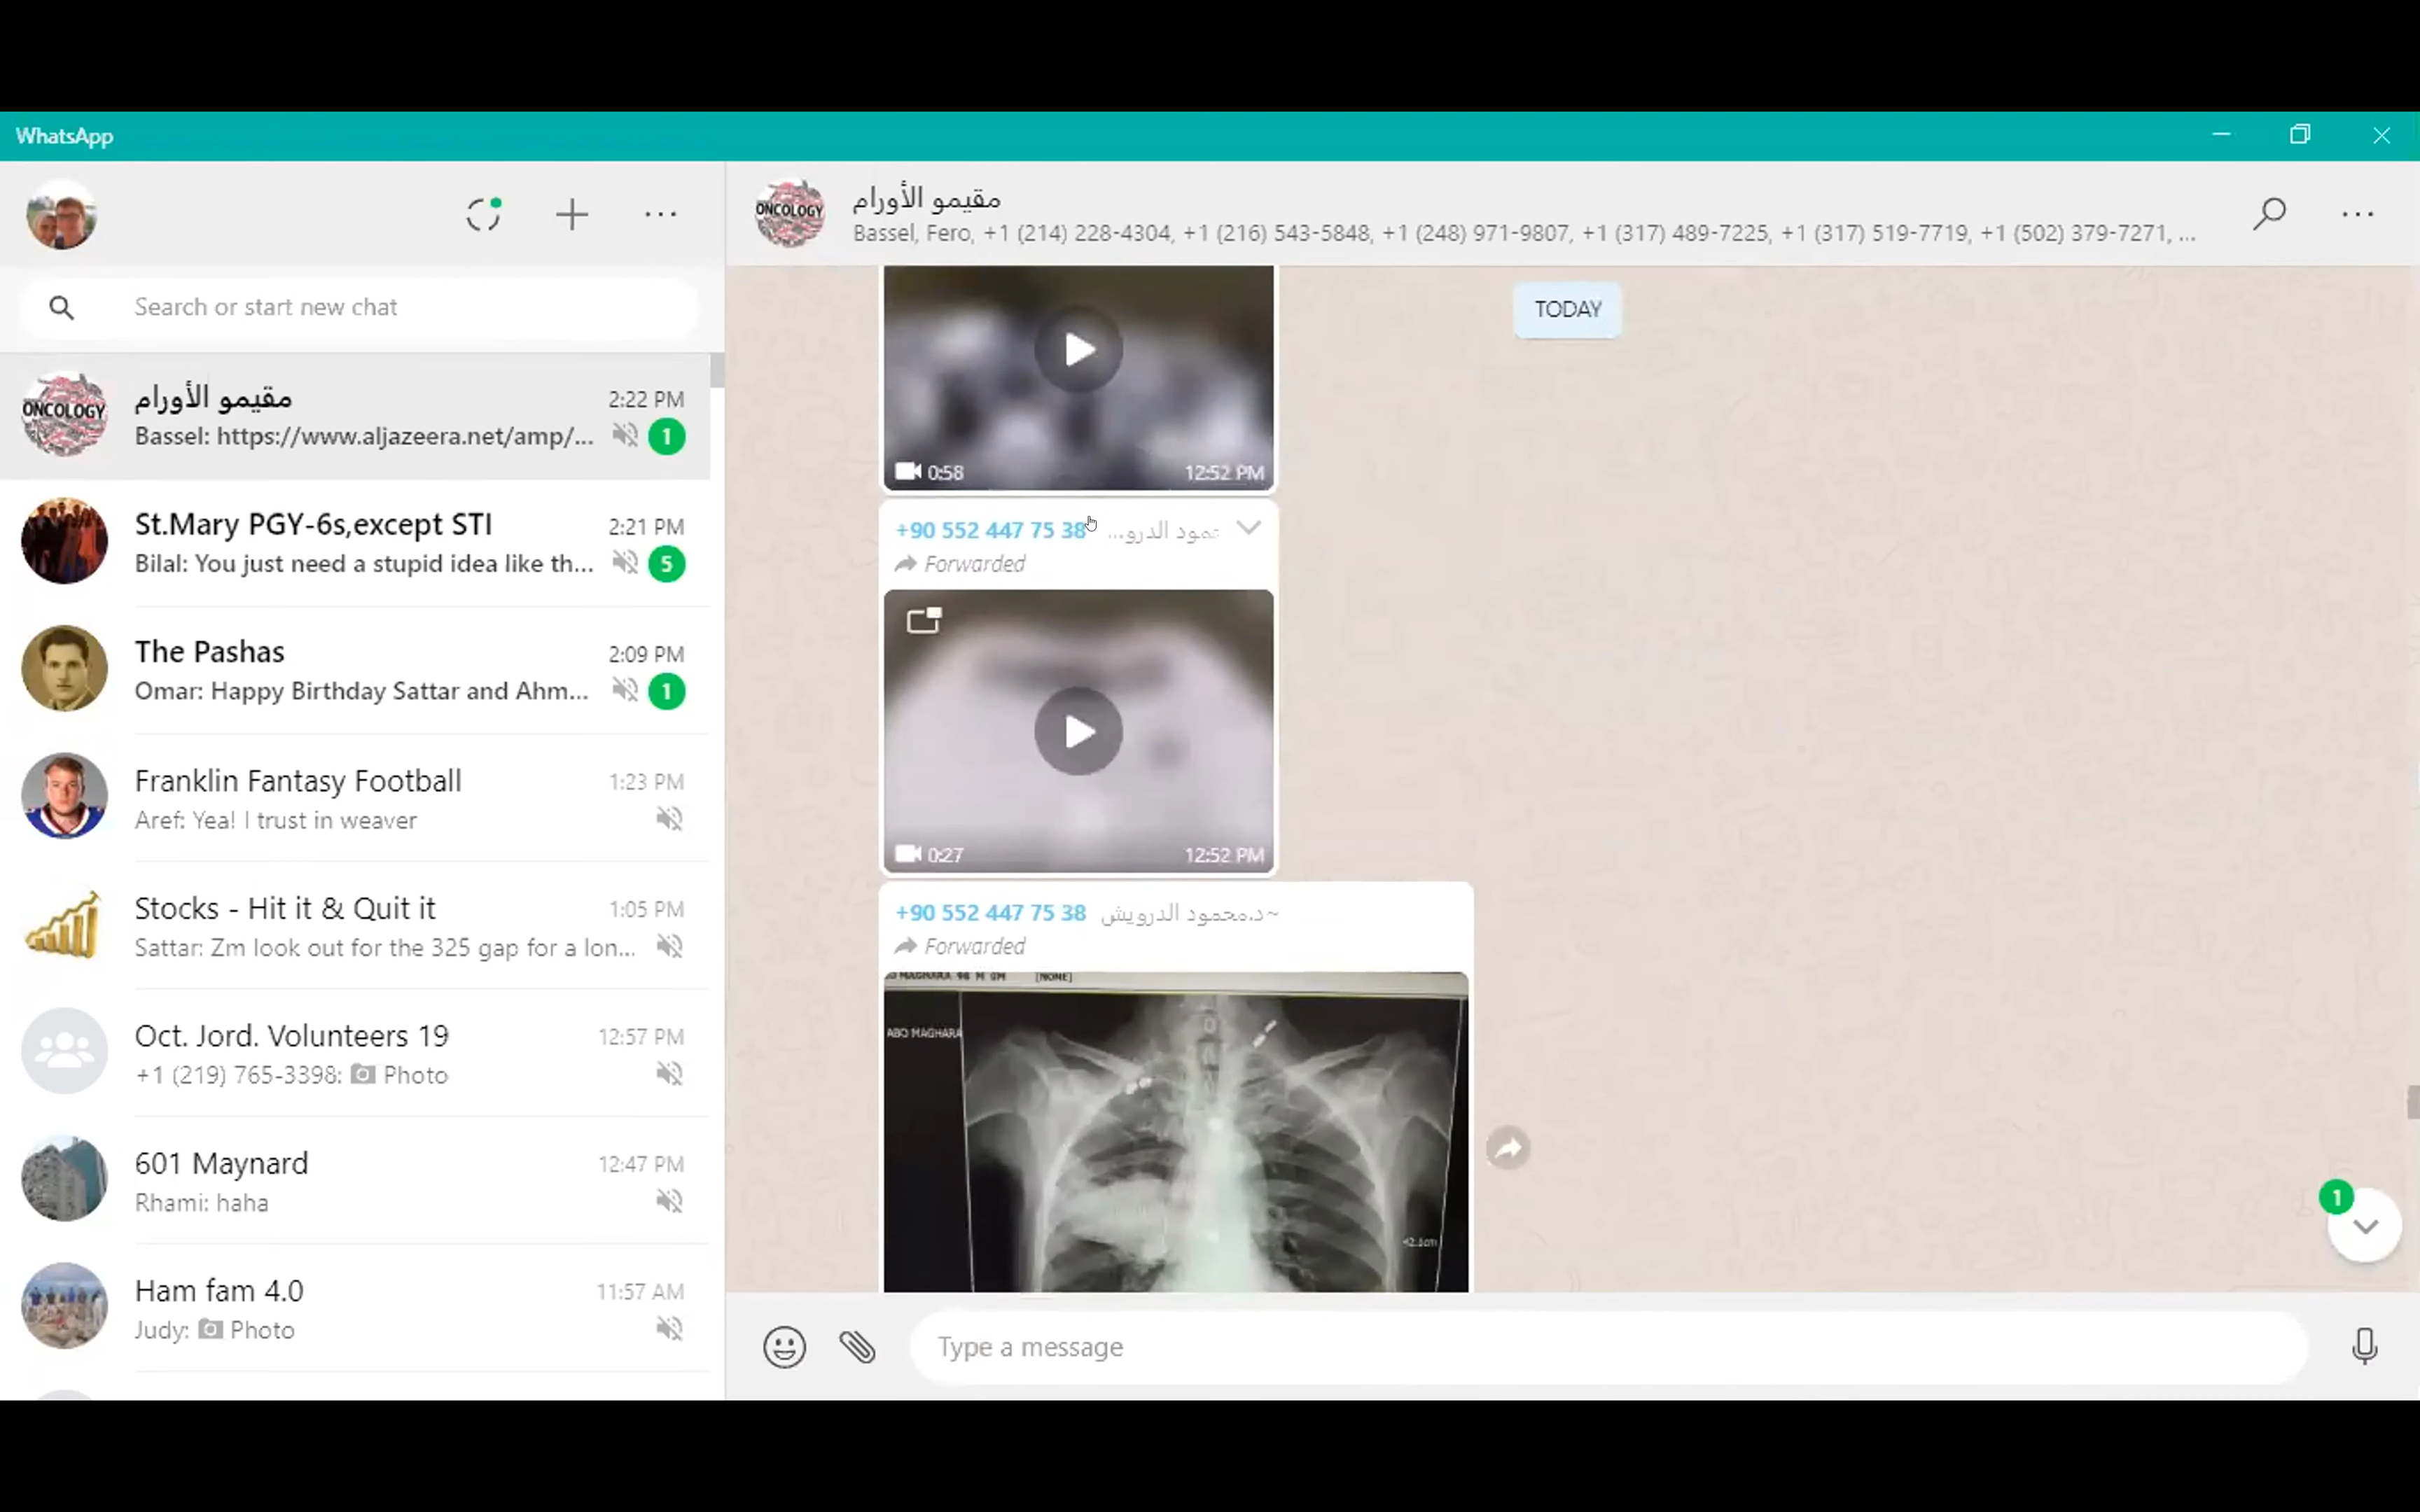 WhatsApp
Search or start new chat
ONCOLOGY
مقيمو الأورام
2:22 PM
Bassel: https://www.aljazeera.net/amp/...
1
St.Mary PGY-6s,except STI
2:21 PM
Bilal: You just need a stupid idea like th...
5
The Pashas
2:09 PM
Omar: Happy Birthday Sattar and Ahm...
1
Franklin Fantasy Football
1:23 PM
Aref: Yea! I trust in weaver
Stocks - Hit it & Quit it
1:05 PM
Sattar: Zm look out for the 325 gap for a lon...
Oct. Jord. Volunteers 19
12:57 PM
+1 (219) 765-3398: Photo
601 Maynard
12:47 PM
Rhami: haha
Ham fam 4.0
11:57 AM
Judy: Photo
ONCOLOGY
مقيمو الأورام
Bassel, Fero, +1 (214) 228-4304, +1 (216) 543-5848, +1 (248) 971-9807, +1 (317) 489-7225, +1 (317) 519-7719, +1 (502) 379-7271, ...
TODAY
0:58
12:52 PM
+90 552 447 75 38
Forwarded
0:27
12:52 PM
+90 552 447 75 38 ~د.محمود الدرويش
Forwarded
MAGHARA [NONE]
ABO MAGHARA
1
Type a message